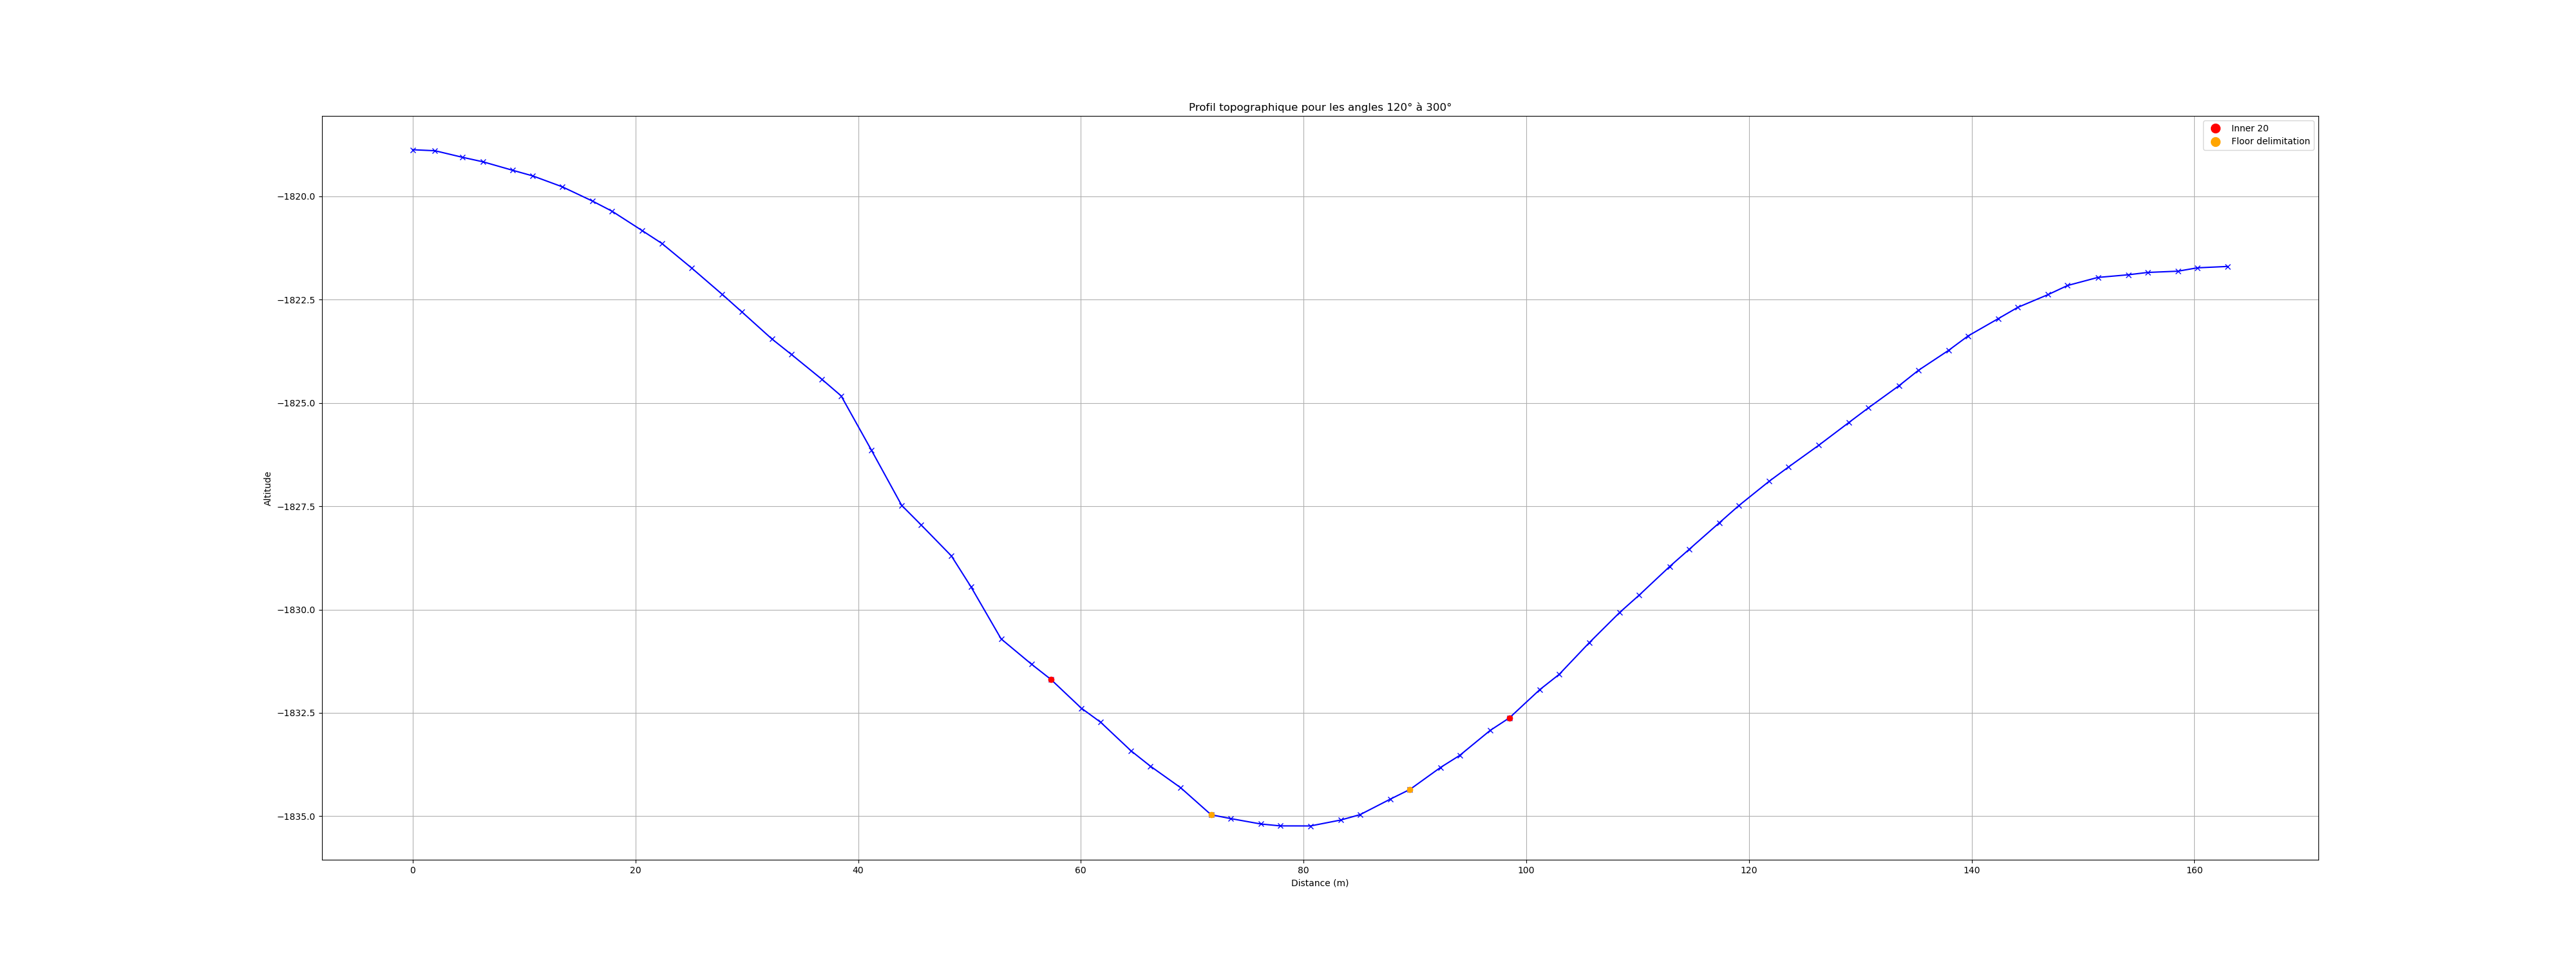 Profil topographique pour les angles 120° à 300°
Inner 20
Floor delimitation
Altitude
−1820.0
−1822.5
−1825.0
−1827.5
−1830.0
−1832.5
−1835.0
0 20 40 60 80 100 120 140 160
Distance (m)